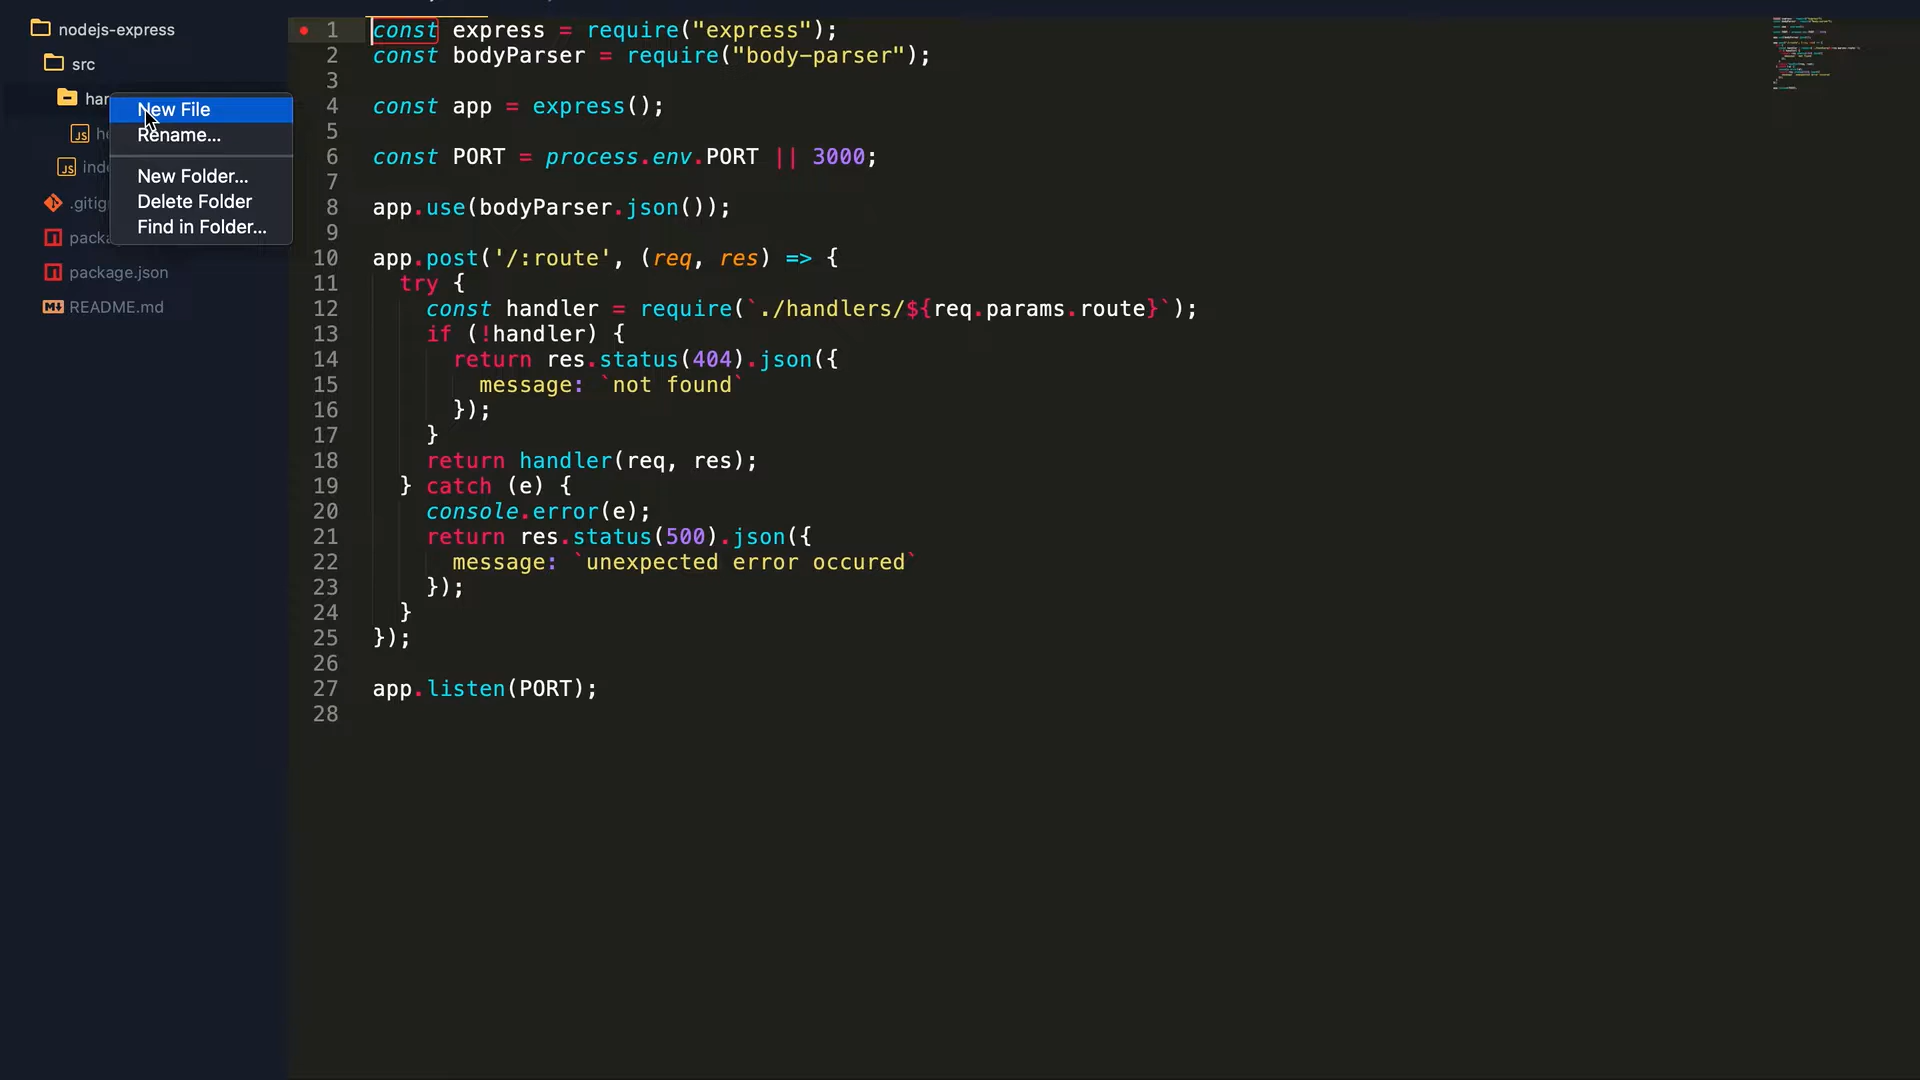 nodejs-express
src
har
New File
Rename...
New Folder...
Delete Folder
Find in Folder...
he
inde
.gitig
packa
package.json
README.md
1 const express = require("express");
2 const bodyParser = require("body-parser");
3
4 const app = express();
5
6 const PORT = process.env.PORT || 3000;
7
8 app.use(bodyParser.json());
9
10 app.post('/:route', (req, res) => {
11 try {
12 const handler = require(`./handlers/${req.params.route}`);
13 if (!handler) {
14 return res.status(404).json({
15 message: `not found`
16 });
17 }
18 return handler(req, res);
19 } catch (e) {
20 console.error(e);
21 return res.status(500).json({
22 message: `unexpected error occured`
23 });
24 }
25 });
26
27 app.listen(PORT);
28